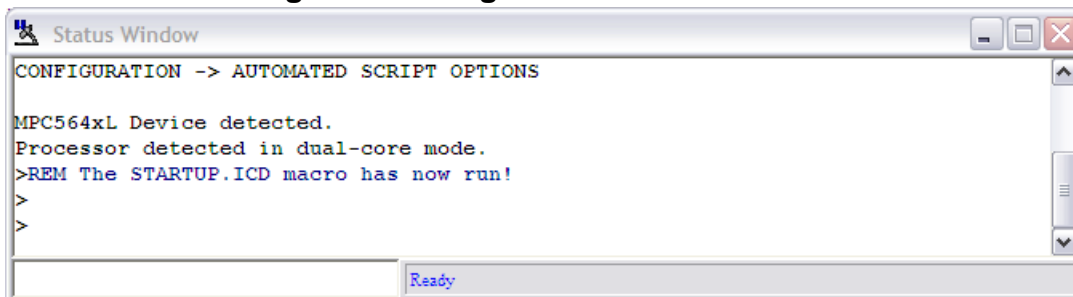 Status Window
CONFIGURATION -> AUTOMATED SCRIPT OPTIONS
MPC564xL Device detected.
Processor detected in dual-core mode.
>REM The STARTUP.ICD macro has now run!
>
>
Ready